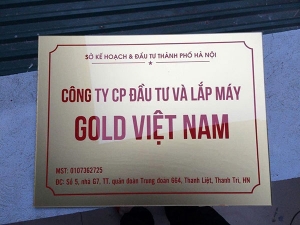 SỞ KẾ HOẠCH & ĐẦU TƯ THÀNH PHỐ HÀ NỘI
CÔNG TY CP ĐẦU TƯ VÀ LẮP MÁY
GOLD VIỆT NAM
MST: 0107362725
ĐC: Số 5, nhà G7, TT. quân đoàn Trung đoàn 664, Thanh Liệt, Thanh Trì, HN